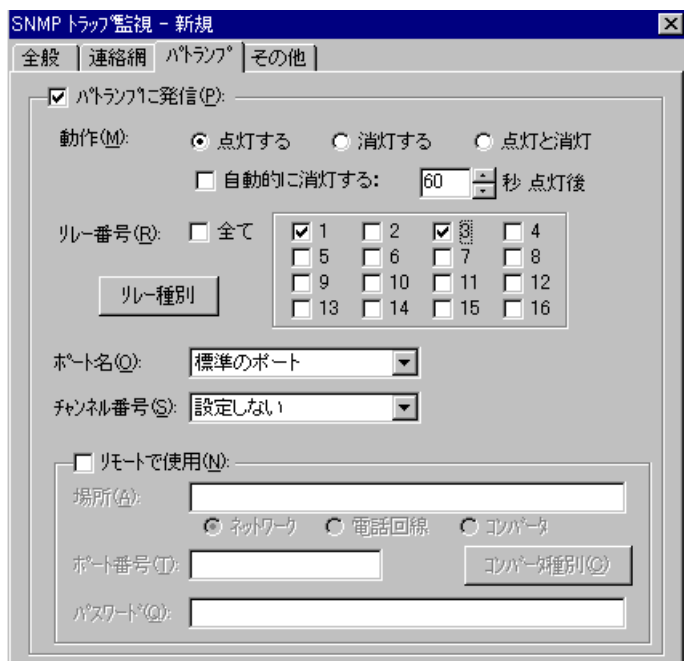 SNMP ﾄﾗｯﾌﾟ監視 - 新規
全般 連絡網 ﾊﾟﾄﾗﾝﾌﾟ その他
ﾊﾟﾄﾗﾝﾌﾟに発信(P):
動作(M): 点灯する 消灯する 点灯と消灯
自動的に消灯する: 60 秒 点灯後
ﾘﾚｰ番号(R): 全て 1 2 3 4
5 6 7 8
ﾘﾚｰ種別 9 10 11 12
13 14 15 16
ﾎﾟｰﾄ名(O): 標準のポート
ﾁｬﾝﾈﾙ番号(S): 設定しない
ﾘﾓｰﾄで使用(N):
場所(A):
ﾈｯﾄﾜｰｸ 電話回線 ｺﾝﾊﾞｰﾀ
ﾎﾟｰﾄ番号(T): ｺﾝﾊﾞｰﾀ種別(C)
ﾊﾟｽﾜｰﾄﾞ(Q):